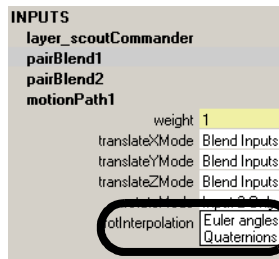 INPUTS
layer_scoutCommander
pairBlend1
pairBlend2
motionPath1
weight 1
translateXMode Blend Inputs
translateYMode Blend Inputs
translateZMode Blend Inputs
rotInterpolation Euler angles
Quaternions